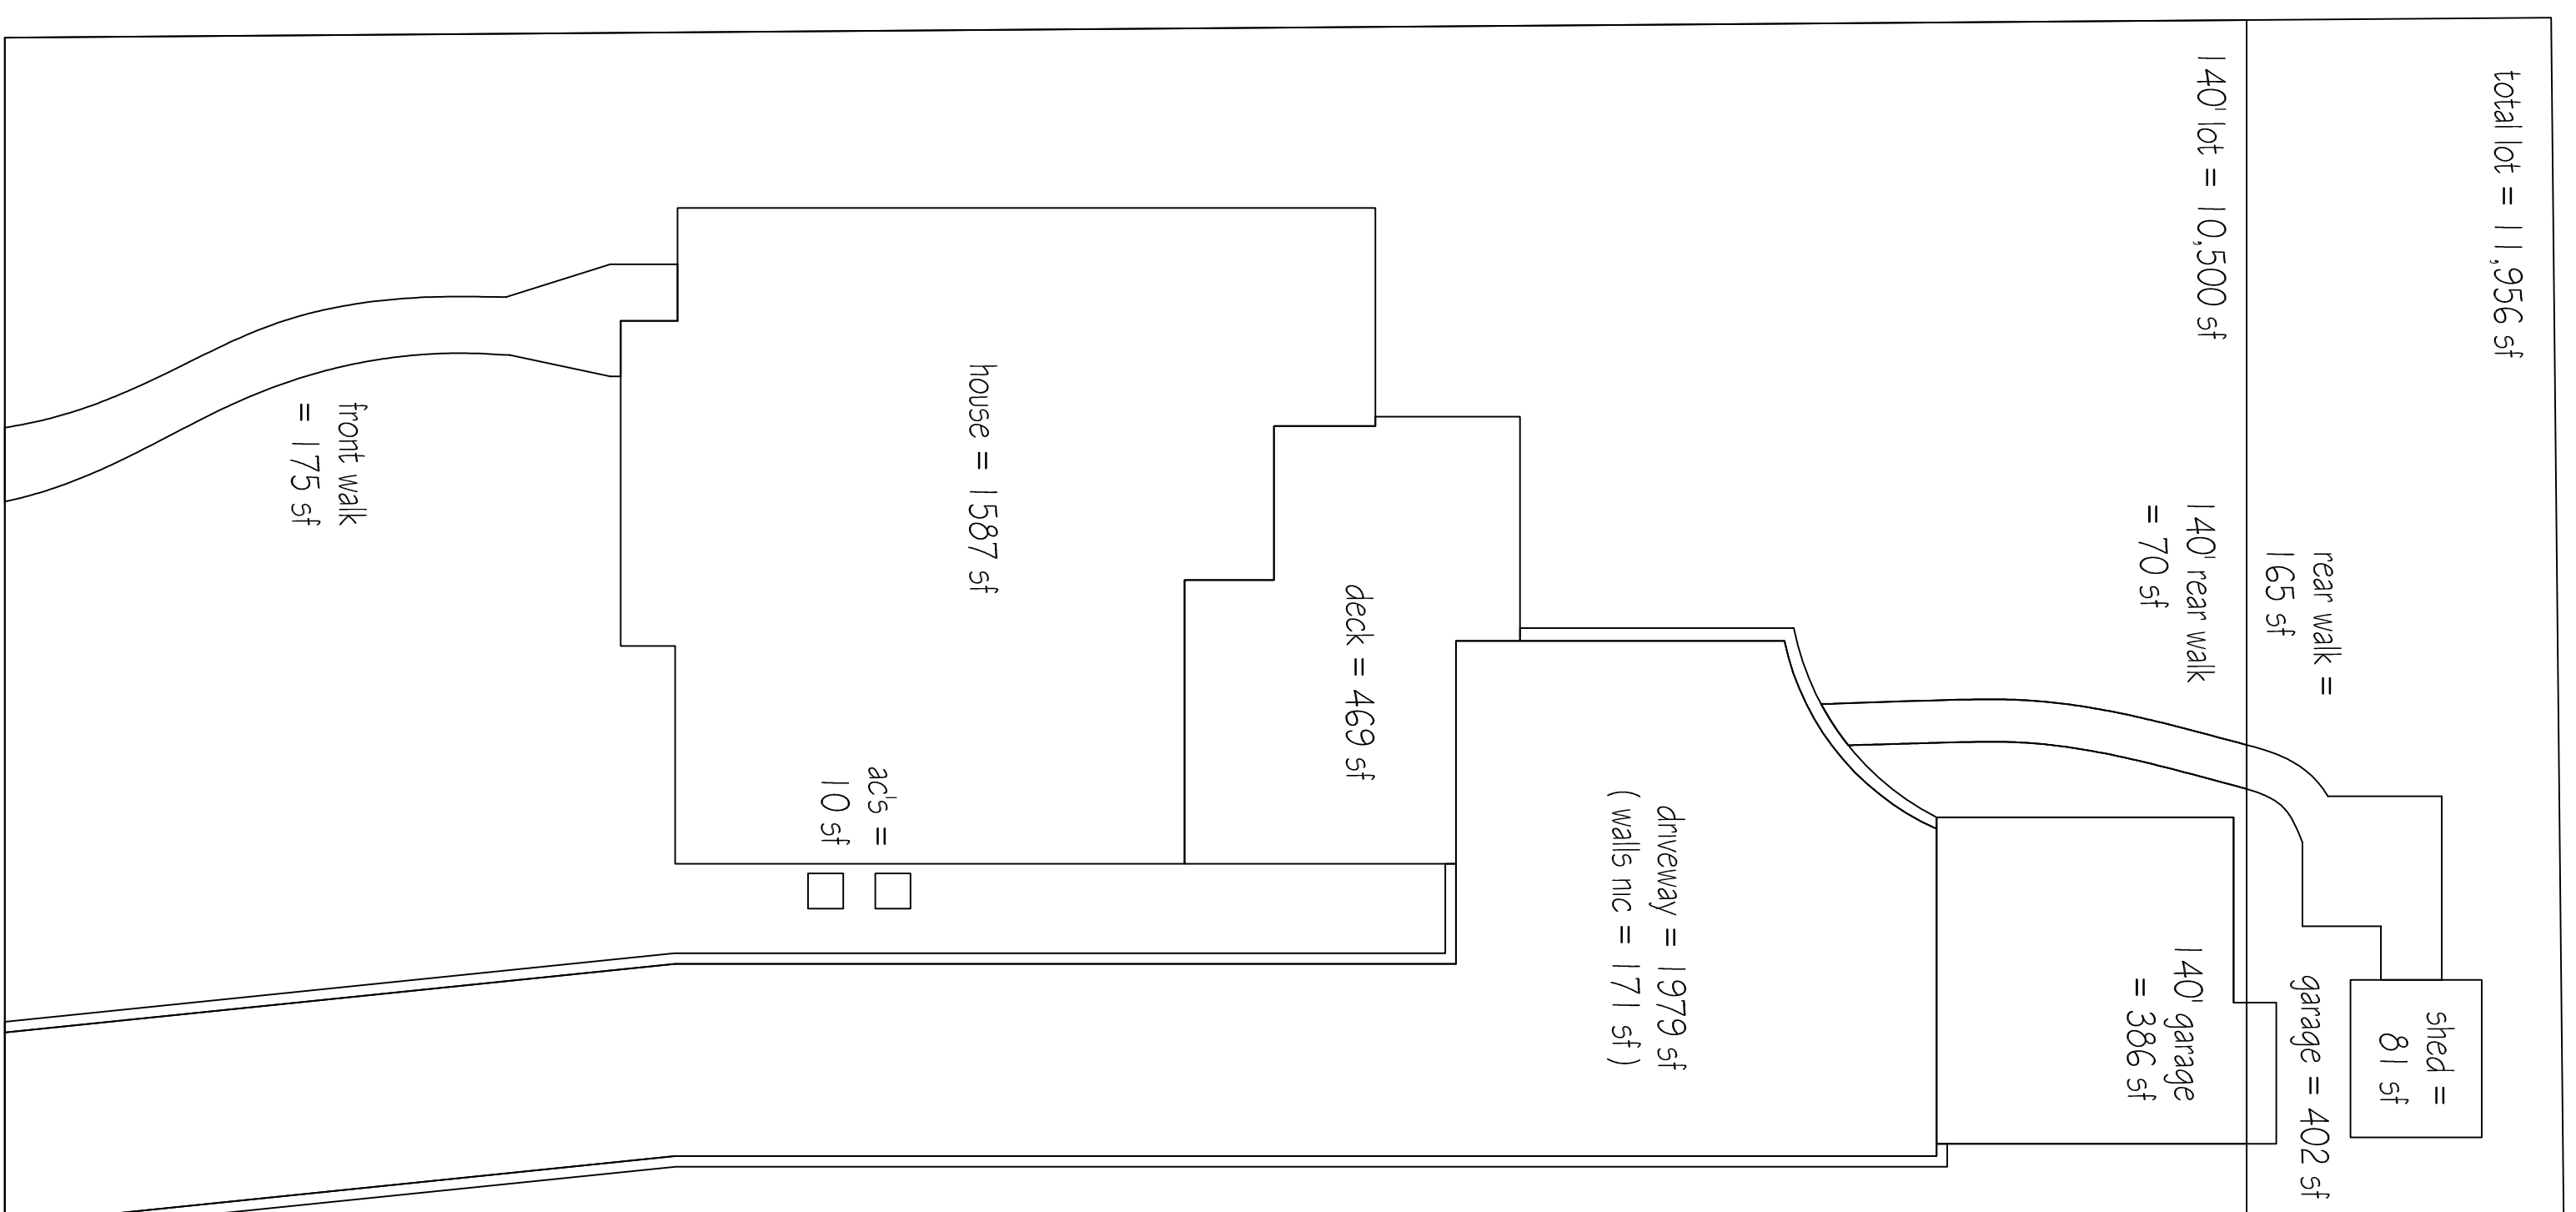 total lot = 11,956 sf
140' lot = 10,500 sf
rear walk =
165 sf
140' rear walk
= 70 sf
shed =
81 sf
garage = 402 sf
140' garage
= 386 sf
driveway = 1979 sf
(walls nic = 171 sf)
deck = 469 sf
house = 1587 sf
ac's =
10 sf
front walk
= 175 sf